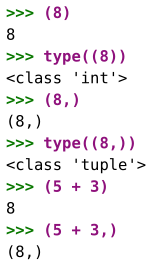 >>> (8)
8
>>> type((8))
<class 'int'>
>>> (8,)
(8,)
>>> type((8,))
<class 'tuple'>
>>> (5 + 3)
8
>>> (5 + 3,)
(8,)